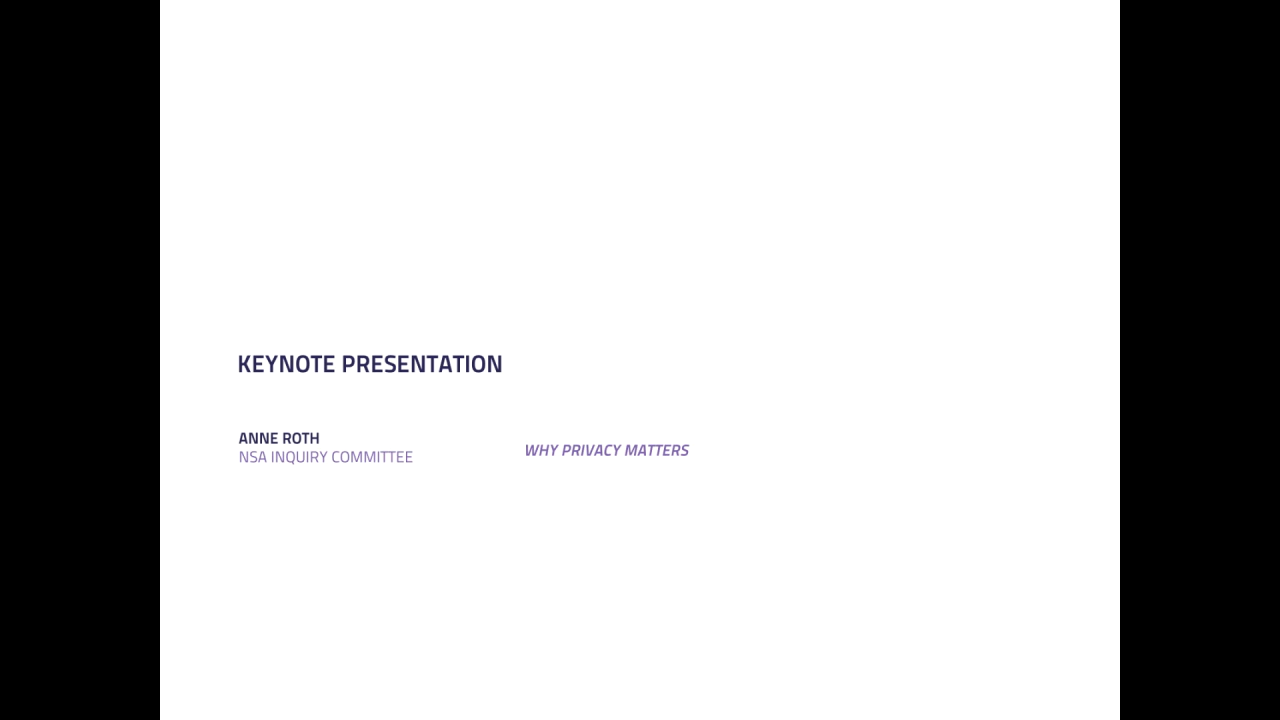 KEYNOTE PRESENTATION
ANNE ROTH
NSA INQUIRY COMMITTEE
WHY PRIVACY MATTERS